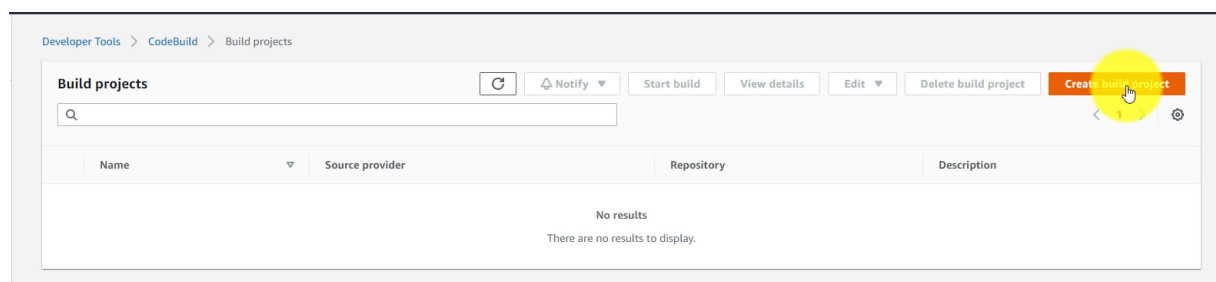 Developer Tools > CodeBuild > Build projects
Build projects
Notify ▼ Start build View details Edit ▼ Delete build project Create build project
< 1 >
Name Source provider Repository Description
No results
There are no results to display.